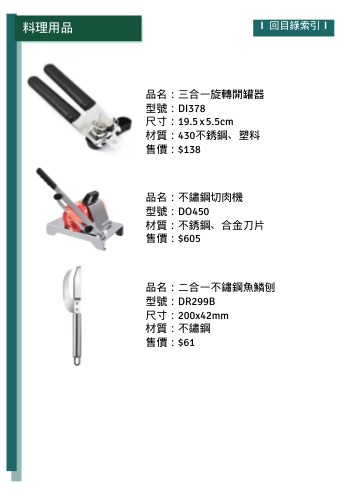 料理用品
I 回目錄索引 I
品名：三合一旋轉開罐器
型號：DI378
尺寸：19.5x5.5cm
材質：430不銹鋼、塑料
售價：$138
品名：不鏽鋼切肉機
型號：DO450
材質：不銹鋼、合金刀片
售價：$605
品名：二合一不鏽鋼魚鱗刨
型號：DR299B
尺寸：200x42mm
材質：不鏽鋼
售價：$61